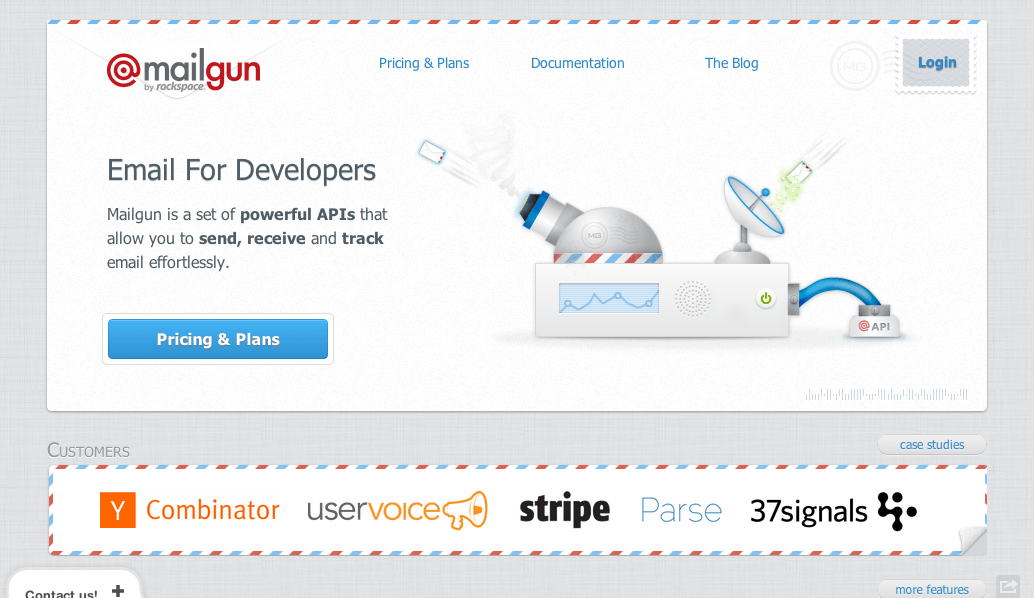 @mailgun
by rackspace.
Pricing & Plans
Documentation
The Blog
MG
Login
Email For Developers
Mailgun is a set of powerful APIs that
allow you to send, receive and track
email effortlessly.
MG
@ API
Pricing & Plans
Customers
case studies
Y Combinator
uservoice
stripe
Parse
37signals
more features
Contact us! +